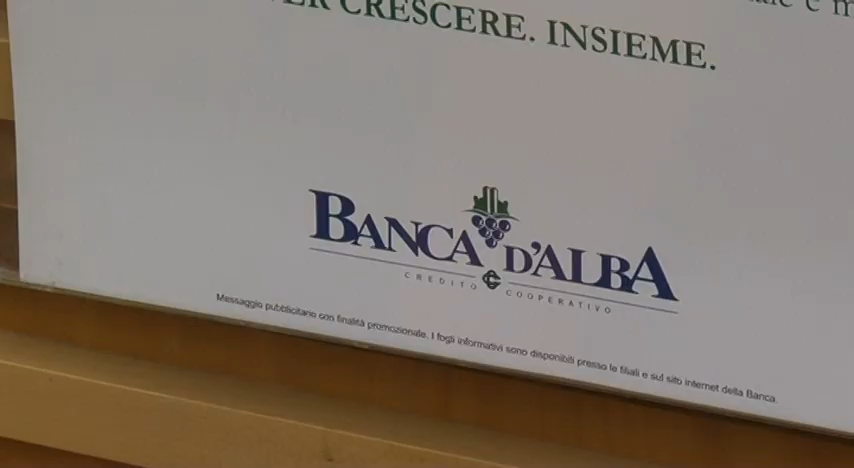 CRESCERE. INSIEME.
BANCA D'ALBA
CREDITO COOPERATIVO
Messaggio pubblicitario con finalità promozionale. I fogli informativi sono disponibili presso le filiali e sul sito internet della Banca.